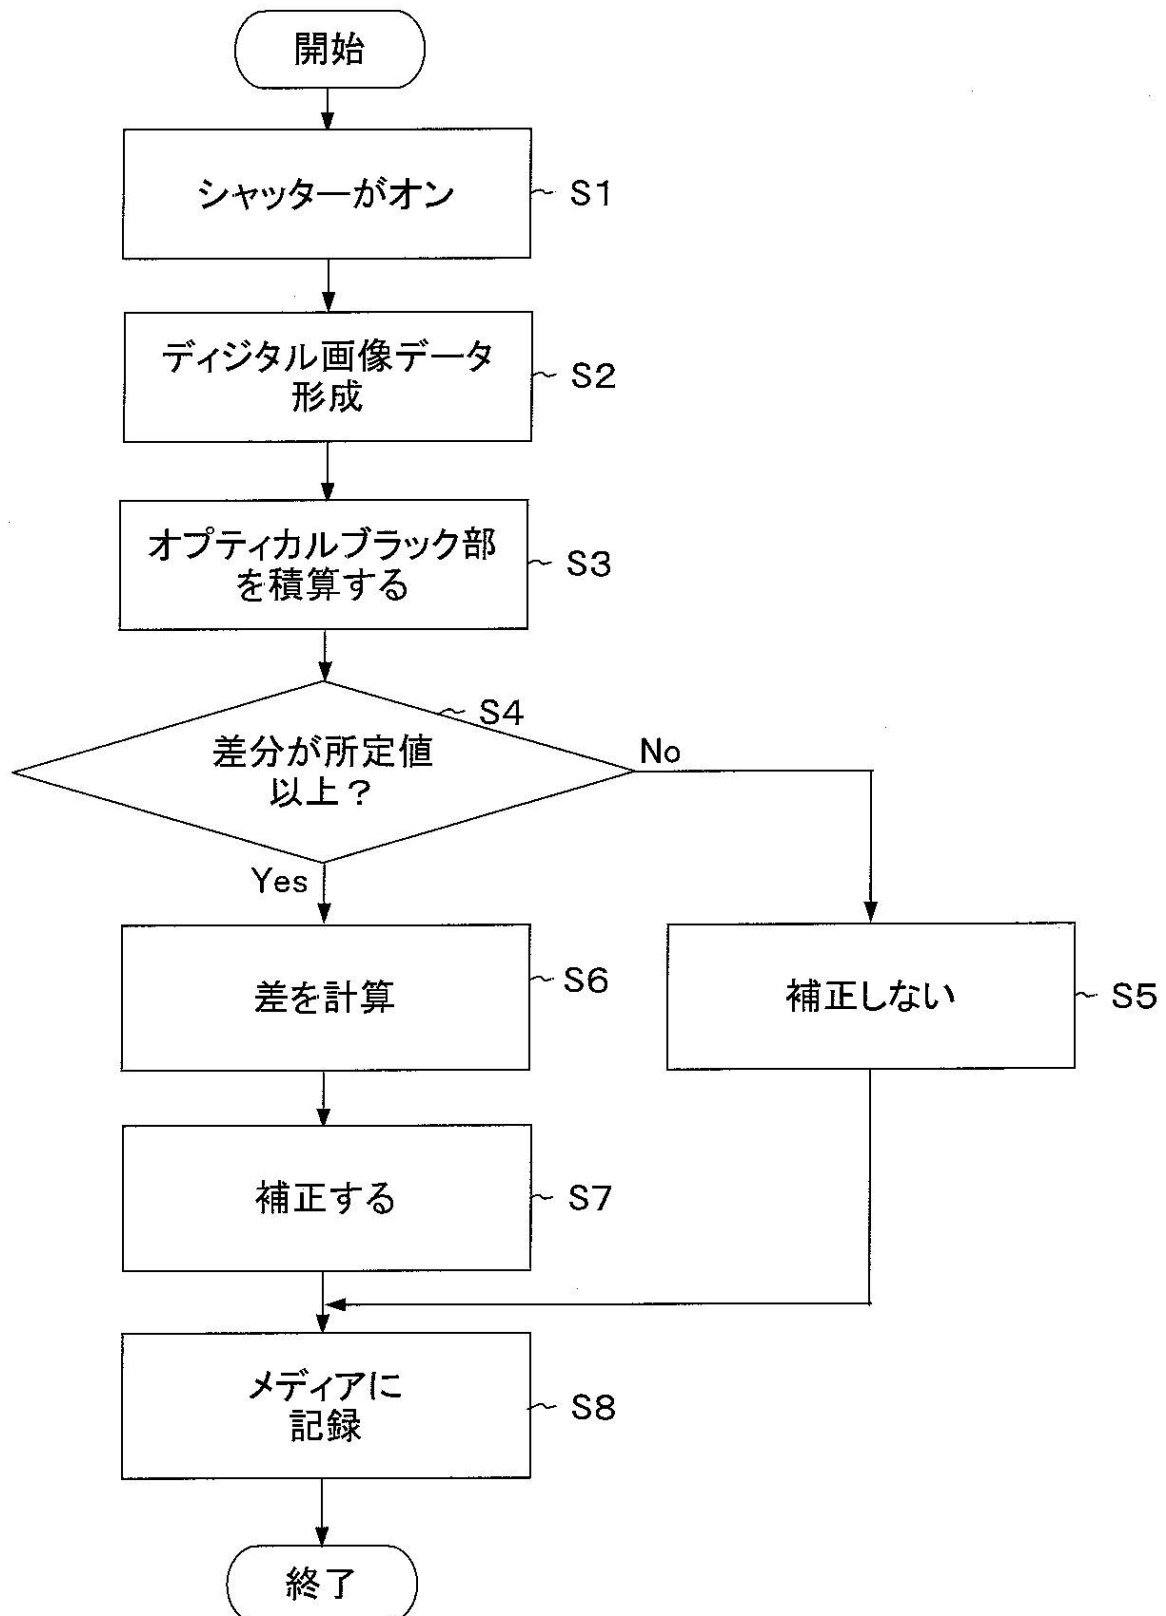 開始
シャッターがオン
S1
ディジタル画像データ
形成
S2
オプティカルブラック部
を積算する
S3
S4
差分が所定値
以上？
No
Yes
差を計算
S6
補正しない
S5
補正する
S7
メディアに
記録
S8
終了